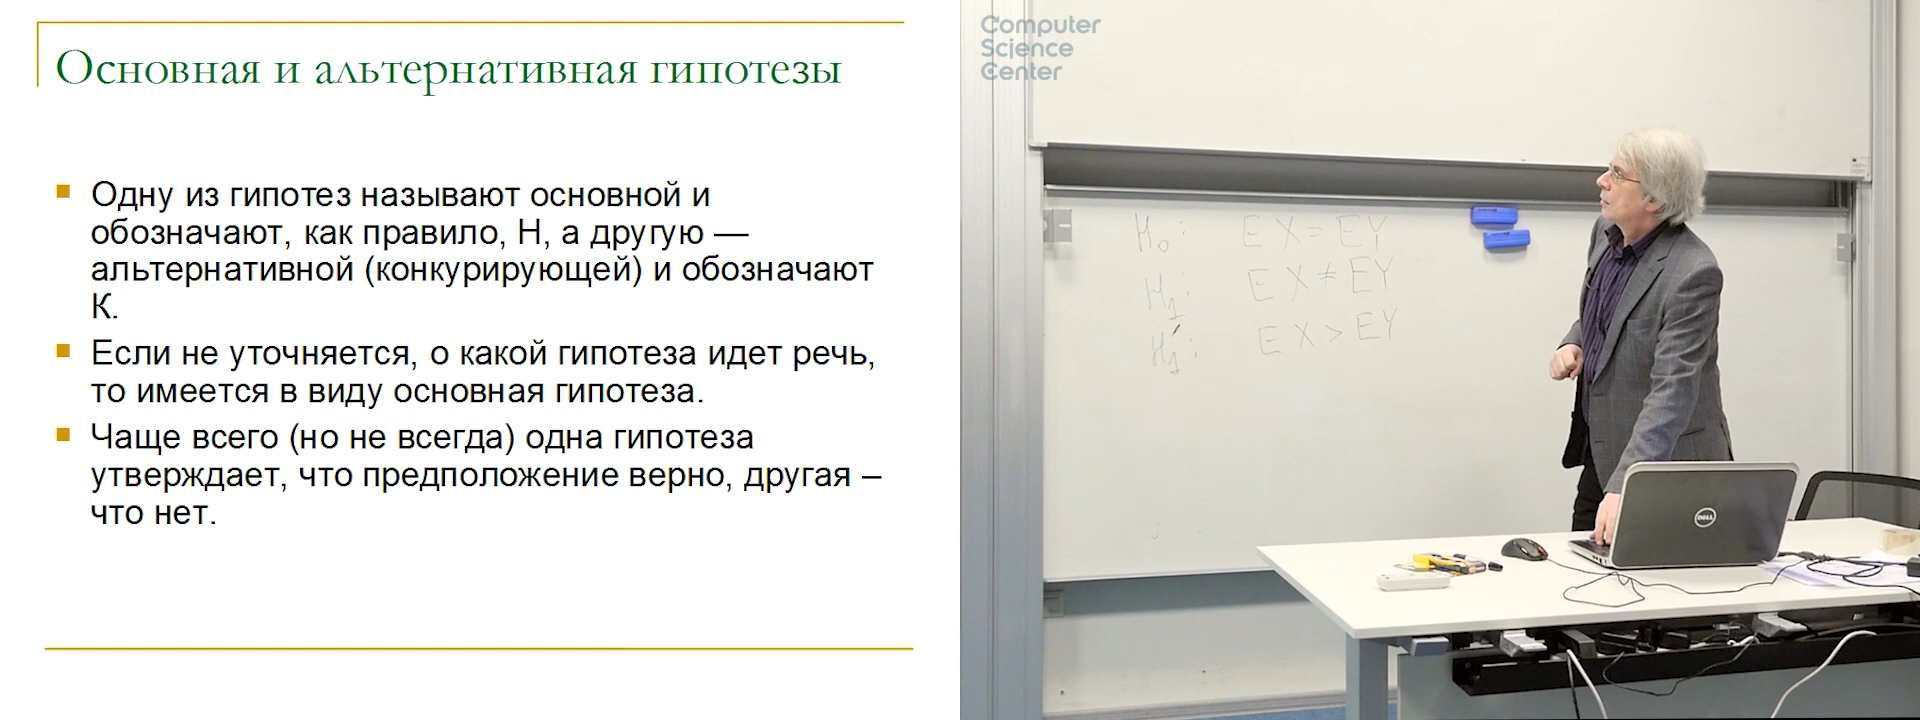 Основная и альтернативная гипотезы
Одну из гипотез называют основной и
обозначают, как правило, Н, а другую —
альтернативной (конкурирующей) и обозначают
К.
Если не уточняется, о какой гипотеза идет речь,
то имеется в виду основная гипотеза.
Чаще всего (но не всегда) одна гипотеза
утверждает, что предположение верно, другая –
что нет.
Computer
Science
Center
H₀: EX = EY
H₁: EX ≠ EY
H₁′: EX > EY
DELL